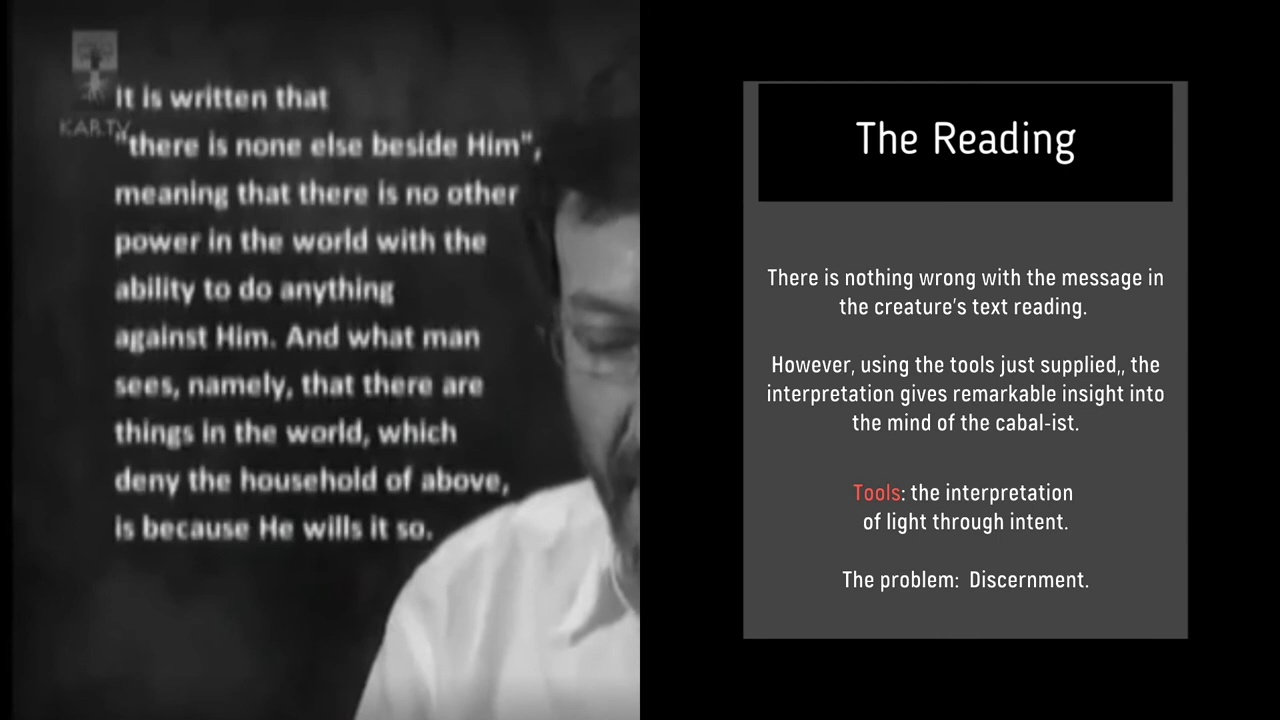 KAB.TV
It is written that
"there is none else beside Him",
meaning that there is no other
power in the world with the
ability to do anything
against Him. And what man
sees, namely, that there are
things in the world, which
deny the household of above,
is because He wills it so.
The Reading
There is nothing wrong with the message in
the creature's text reading.
However, using the tools just supplied,, the
interpretation gives remarkable insight into
the mind of the cabal-ist.
Tools: the interpretation
of light through intent.
The problem: Discernment.